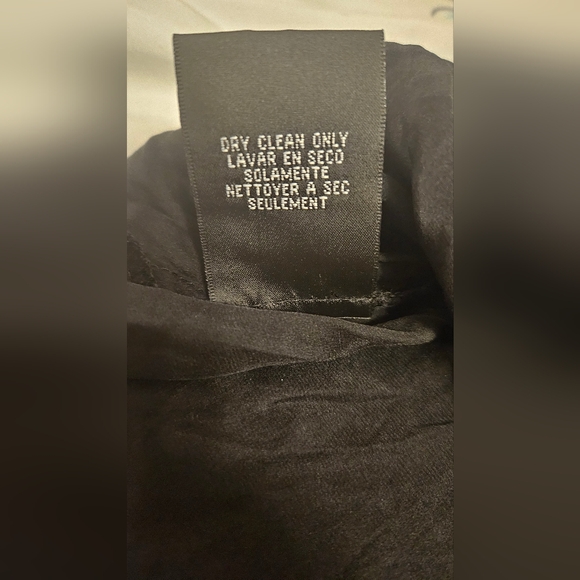 DRY CLEAN ONLY
LAVAR EN SECO
SOLAMENTE
NETTOYER A SEC
SEULEMENT